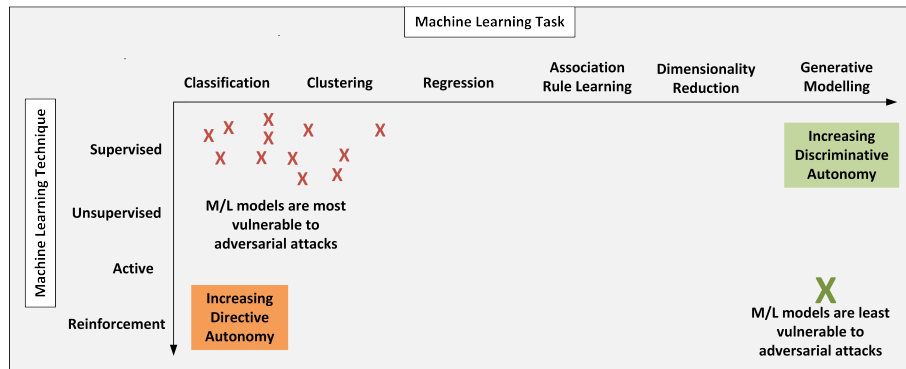 Machine Learning Task
Classification
Clustering
Regression
Association
Rule Learning
Dimensionality
Reduction
Generative
Modelling
Machine Learning Technique
Supervised
Unsupervised
Active
Reinforcement
X X X X X X X X X X X X
M/L models are most
vulnerable to
adversarial attacks
Increasing
Discriminative
Autonomy
Increasing
Directive
Autonomy
X
M/L models are least
vulnerable to
adversarial attacks